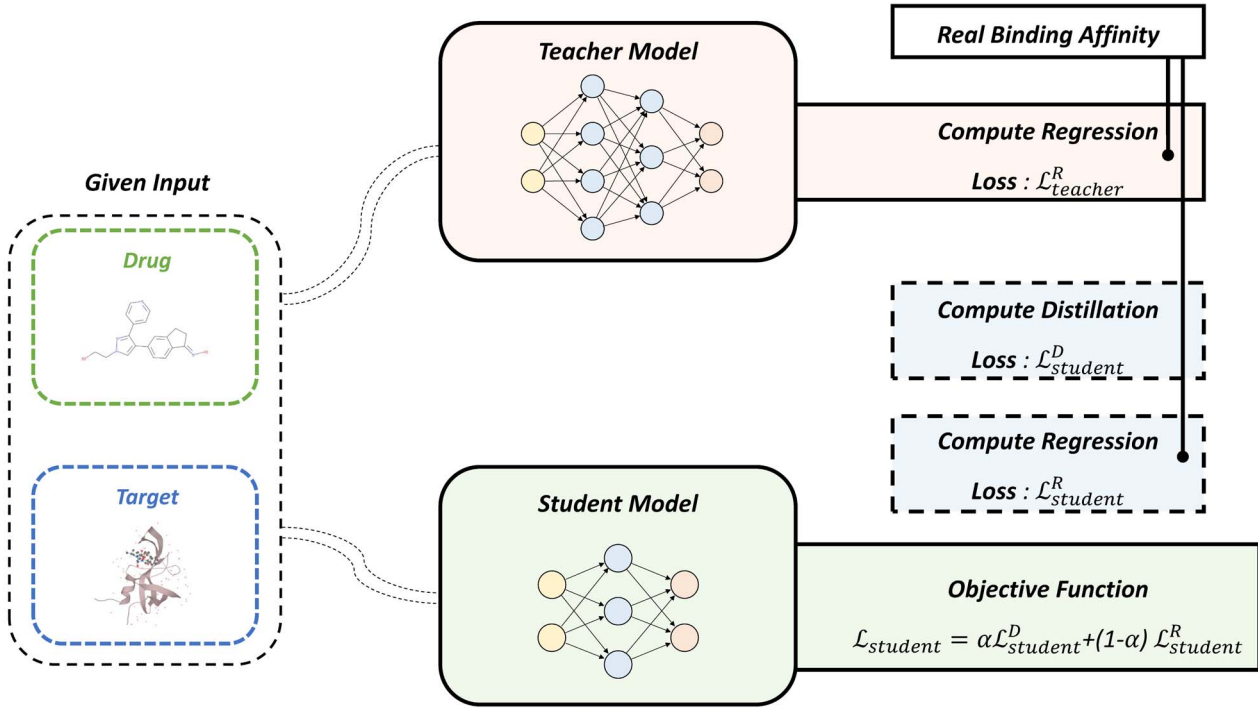 Given Input
Drug
Target
Teacher Model
Student Model
Real Binding Affinity
Compute Regression
Loss : ℒ^R_teacher
Compute Distillation
Loss : ℒ^D_student
Compute Regression
Loss : ℒ^R_student
Objective Function
ℒ_student = αℒ^D_student+(1-α) ℒ^R_student